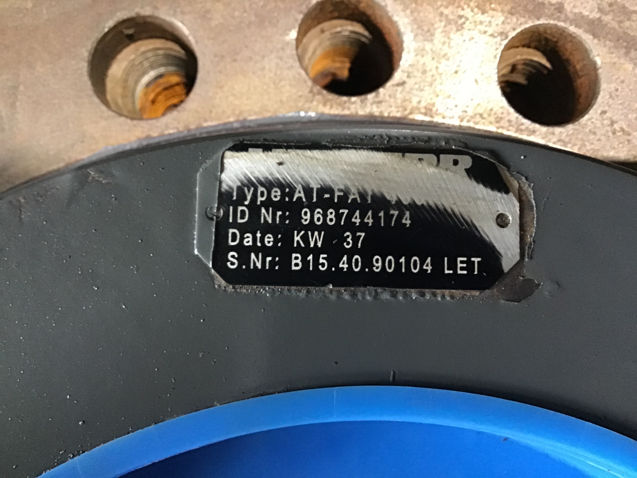 Type:AT-FAT
ID Nr: 968744174
Date: KW 37
S.Nr: B15.40.90104 LET